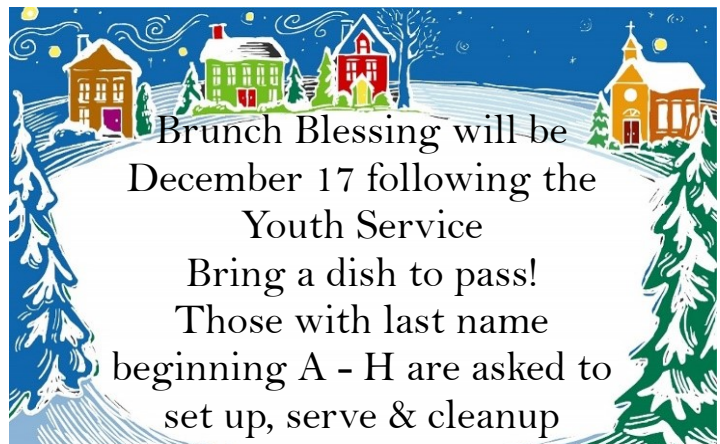 Brunch Blessing will be
December 17 following the
Youth Service
Bring a dish to pass!
Those with last name
beginning A - H are asked to
set up, serve & cleanup